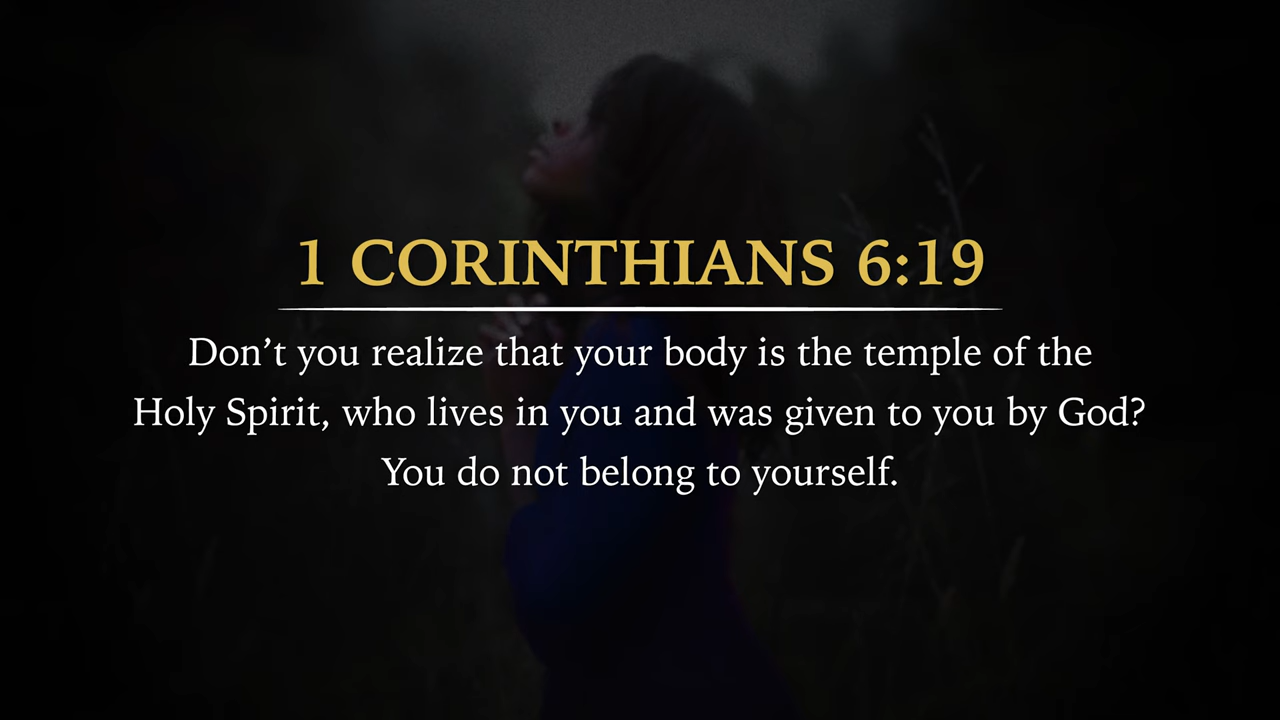 1 CORINTHIANS 6:19
Don’t you realize that your body is the temple of the
Holy Spirit, who lives in you and was given to you by God?
You do not belong to yourself.